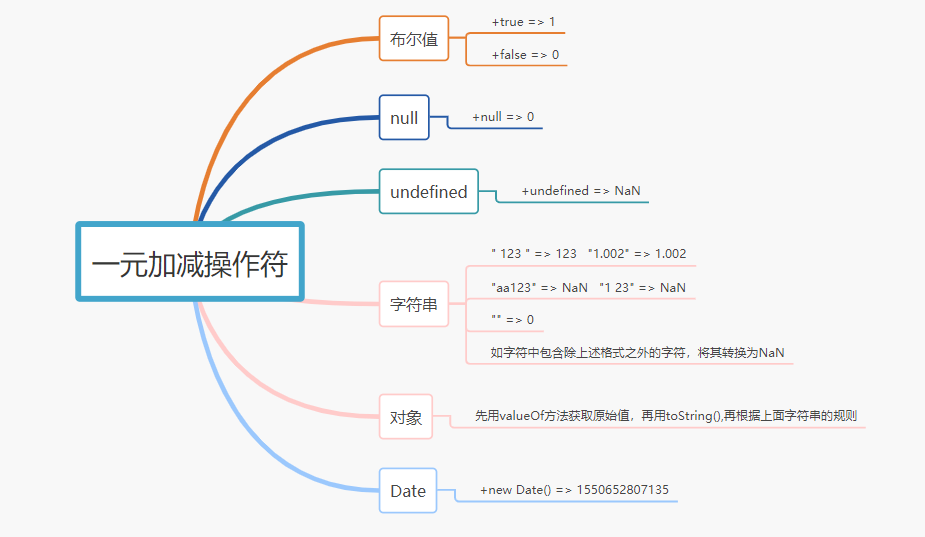 一元加减操作符
布尔值
+true => 1
+false => 0
null
+null => 0
undefined
+undefined => NaN
字符串
" 123 " => 123   "1.002" => 1.002
"aa123" => NaN   "1 23" => NaN
"" => 0
如字符中包含除上述格式之外的字符，将其转换为NaN
对象
先用valueOf方法获取原始值，再用toString(),再根据上面字符串的规则
Date
+new Date() => 1550652807135